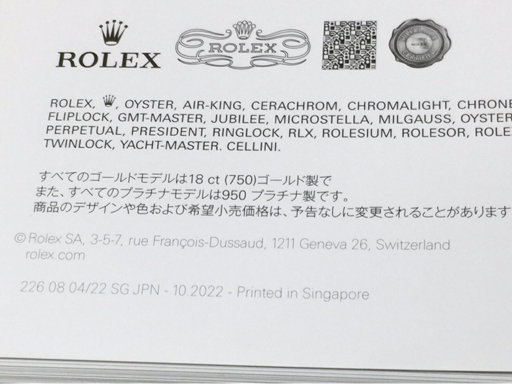 ROLEX
ROLEX
ROLEX, OYSTER, AIR-KING, CERACHROM, CHROMALIGHT,
FLIPLOCK, GMT-MASTER, JUBILEE, MICROSTELLA, MILGAUSS, OYSTER
PERPETUAL, PRESIDENT, RINGLOCK, RLX, ROLESIUM, ROLESOR,
TWINLOCK, YACHT-MASTER. CELLINI.
すべてのゴールドモデルは18 ct (750)ゴールド製で
また、すべてのプラチナモデルは950 プラチナ製です。
商品のデザインや色および希望小売価格は、予告なしに変更されることがあります
© Rolex SA, 3-5-7, rue François-Dussaud, 1211 Geneva 26, Switzerland
rolex.com
226 08 04/22 SG JPN - 10.2022 - Printed in Singapore